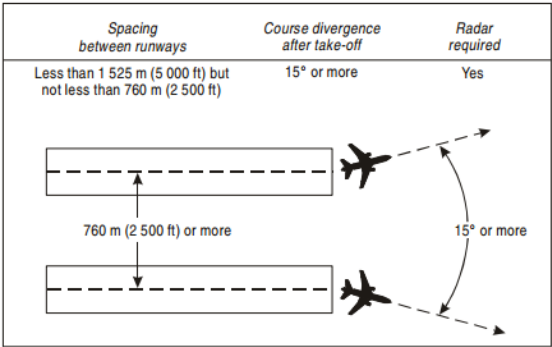 Spacing
between runways
Course divergence
after take-off
Radar
required
Less than 1 525 m (5 000 ft) but
not less than 760 m (2 500 ft)
15° or more
Yes
760 m (2 500 ft) or more
15° or more